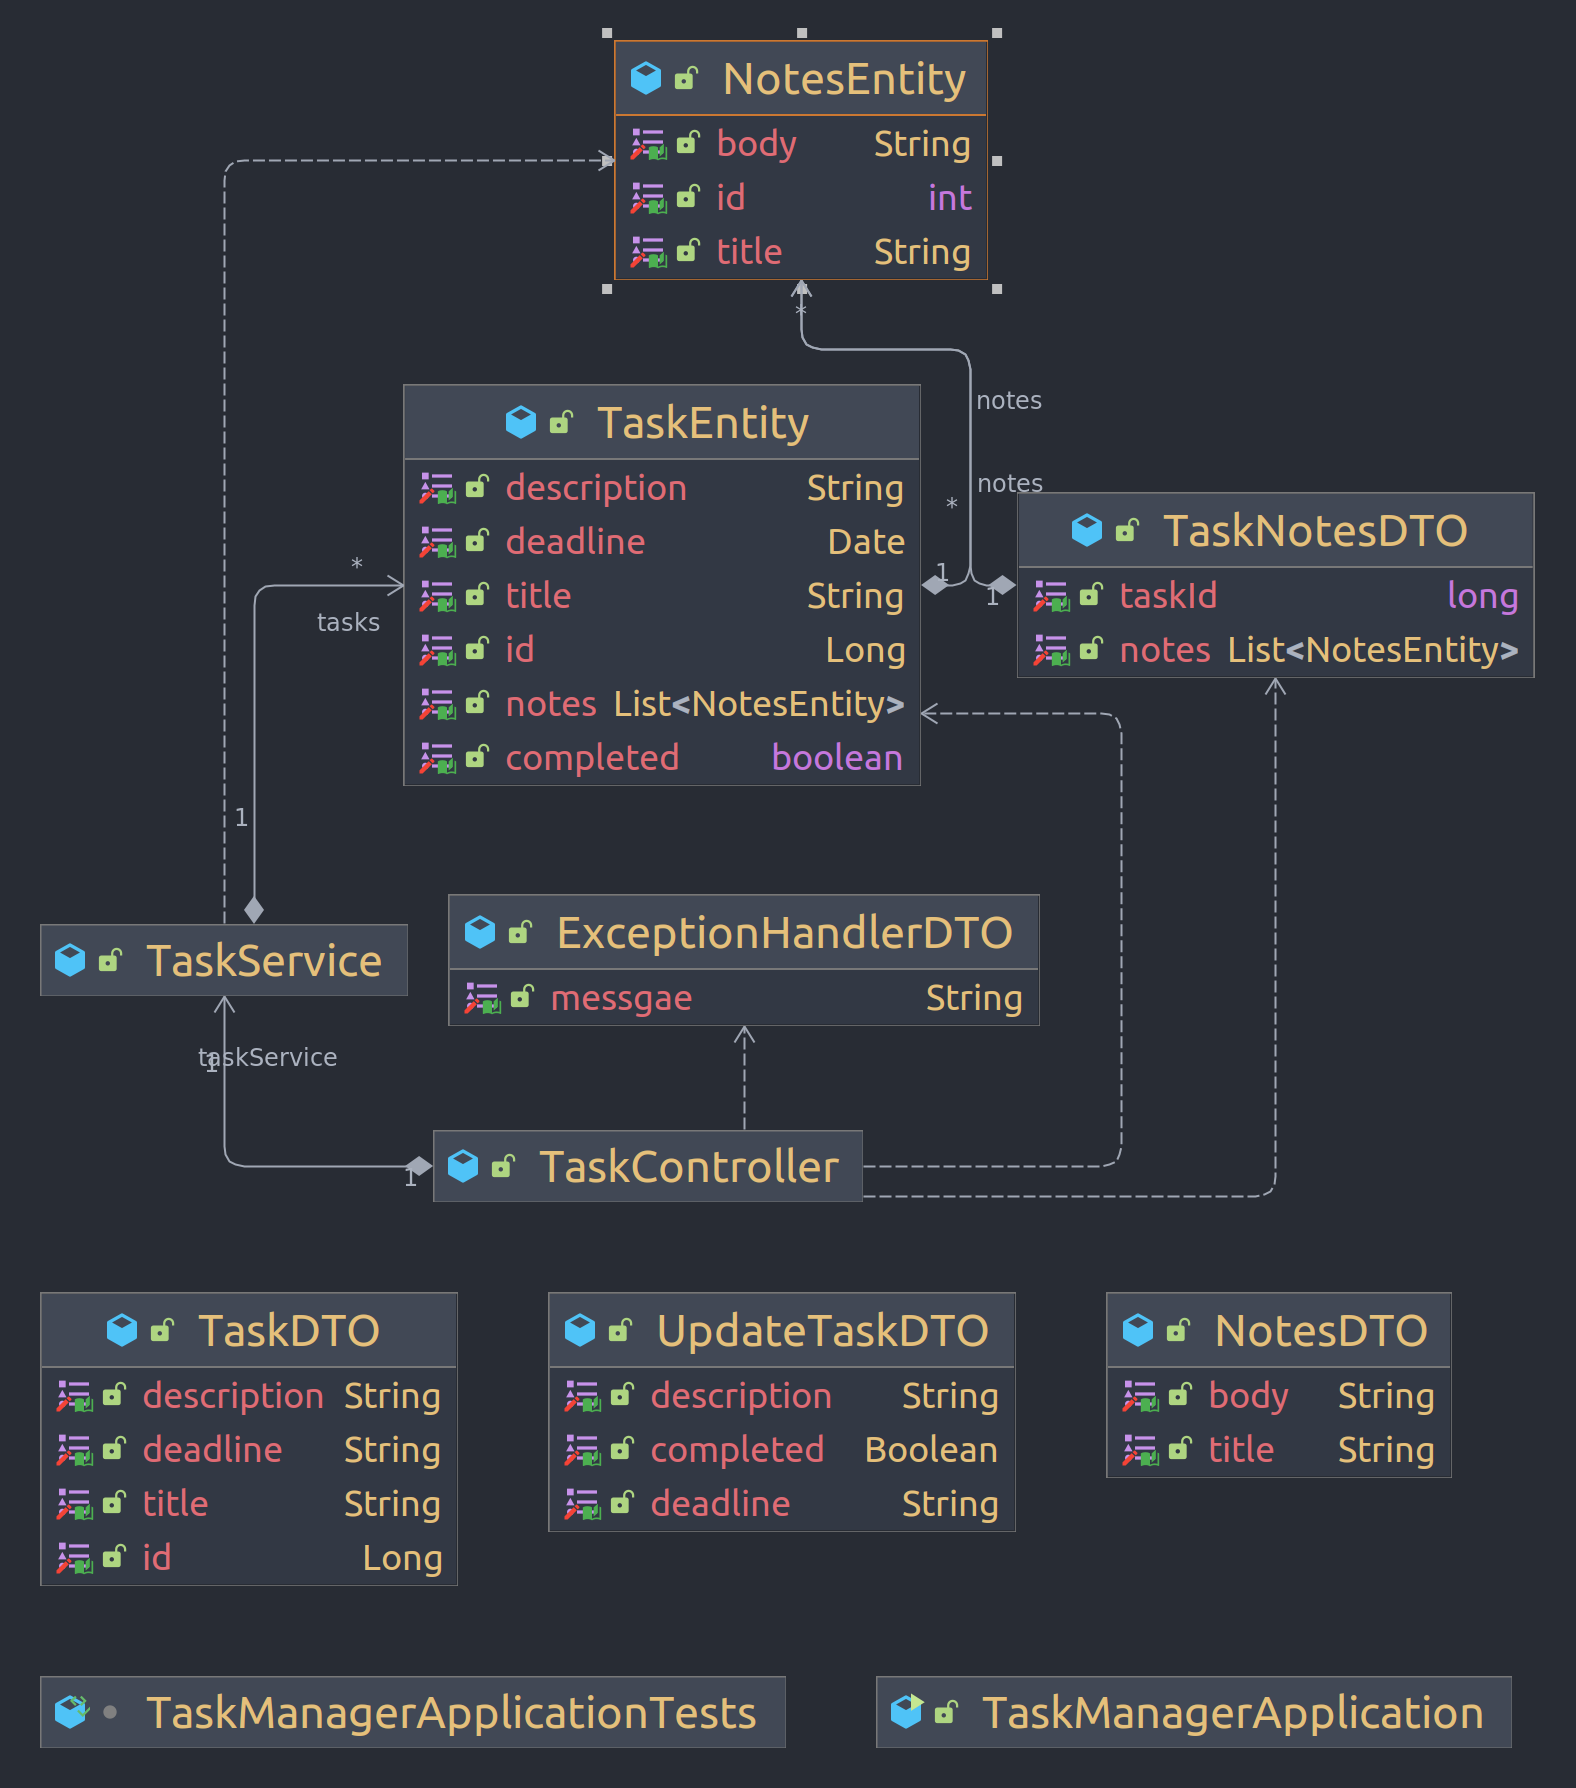 NotesEntity
body String
id int
title String
*
notes
notes
TaskEntity
description String
deadline Date
title String
id Long
notes List<NotesEntity>
completed boolean
*
1
1
TaskNotesDTO
taskId long
notes List<NotesEntity>
*
tasks
1
TaskService
ExceptionHandlerDTO
messgae String
taskService
1
1
TaskController
TaskDTO
description String
deadline String
title String
id Long
UpdateTaskDTO
description String
completed Boolean
deadline String
NotesDTO
body String
title String
TaskManagerApplicationTests
TaskManagerApplication